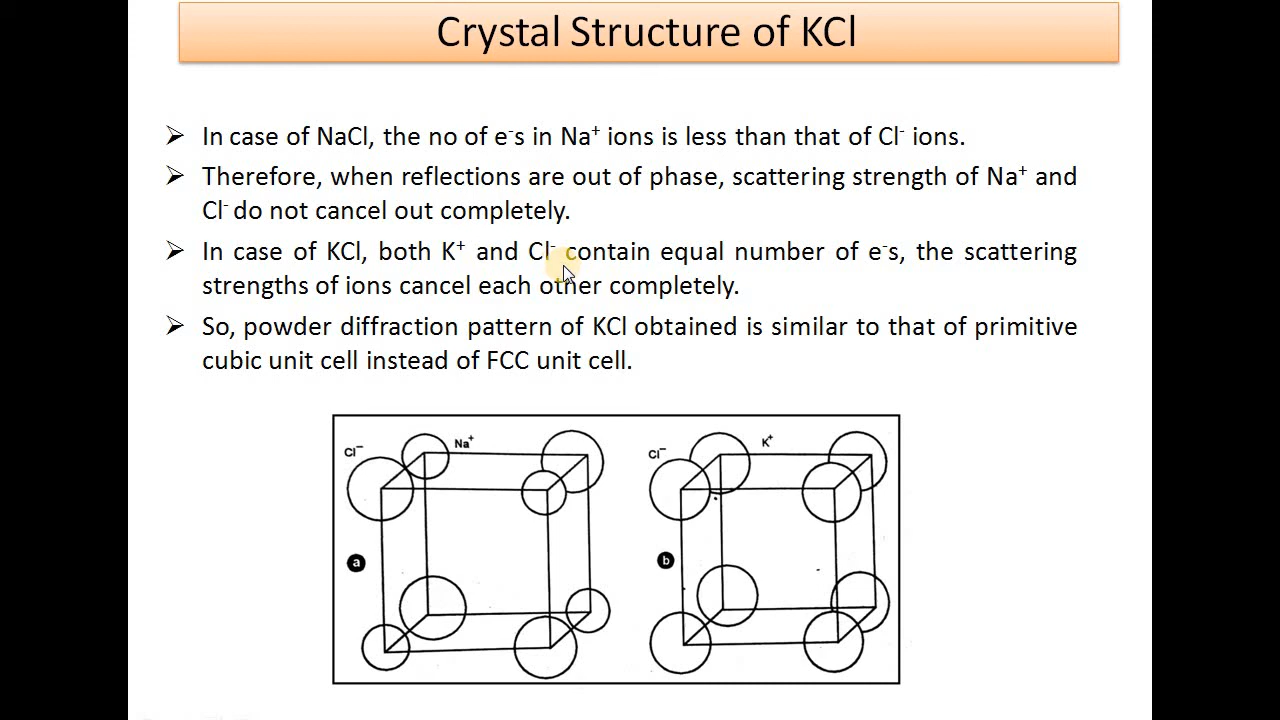 Crystal Structure of KCl
➢ In case of NaCl, the no of e⁻s in Na⁺ ions is less than that of Cl⁻ ions.
➢ Therefore, when reflections are out of phase, scattering strength of Na⁺ and
Cl⁻ do not cancel out completely.
➢ In case of KCl, both K⁺ and Cl⁻ contain equal number of e⁻s, the scattering
strengths of ions cancel each other completely.
➢ So, powder diffraction pattern of KCl obtained is similar to that of primitive
cubic unit cell instead of FCC unit cell.
Cl⁻ Na⁺
Cl⁻ K⁺
a
b